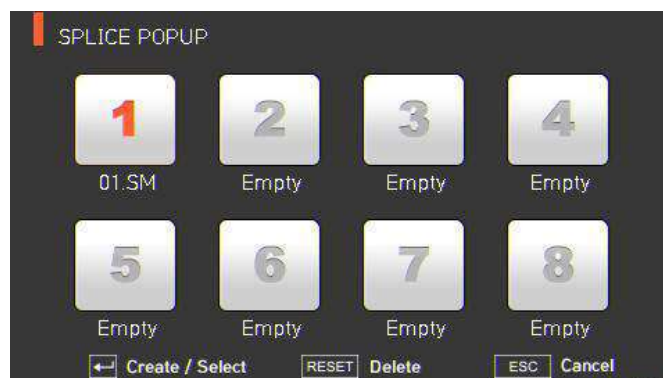 SPLICE POPUP
1 2 3 4
01.SM Empty Empty Empty
5 6 7 8
Empty Empty Empty Empty
Create / Select RESET Delete ESC Cancel